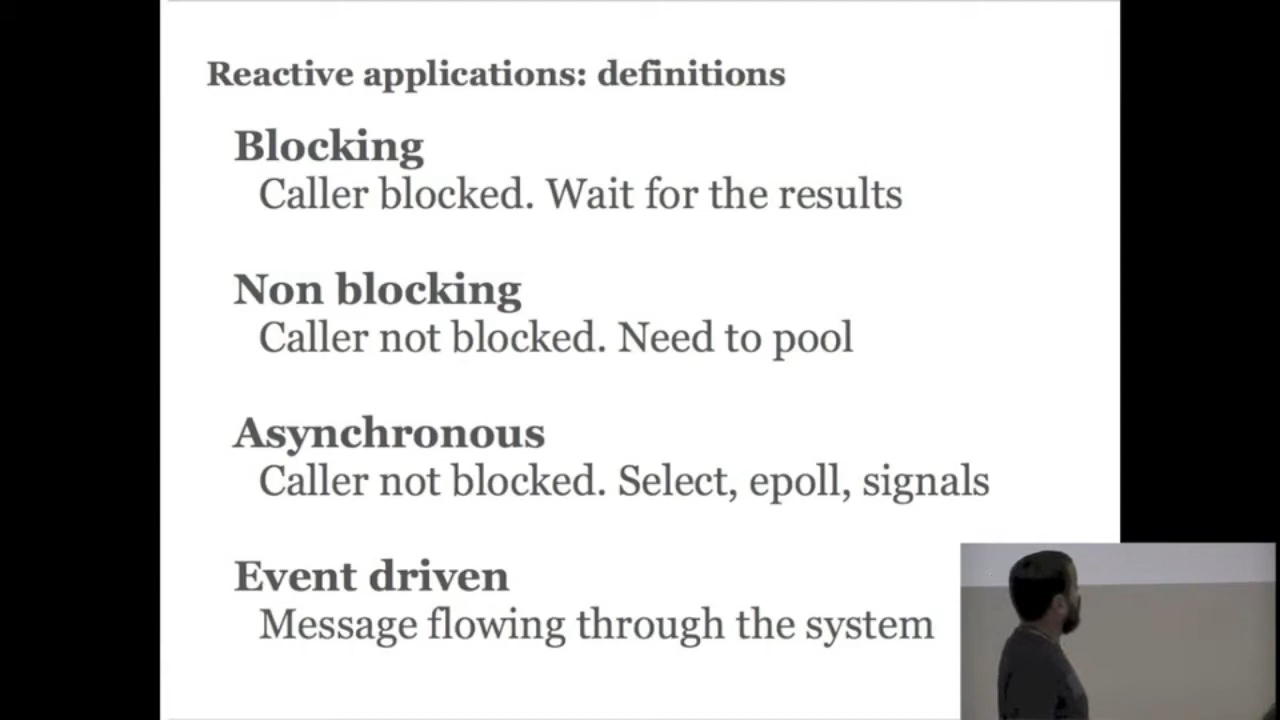 Reactive applications: definitions
Blocking
Caller blocked. Wait for the results
Non blocking
Caller not blocked. Need to pool
Asynchronous
Caller not blocked. Select, epoll, signals
Event driven
Message flowing through the system